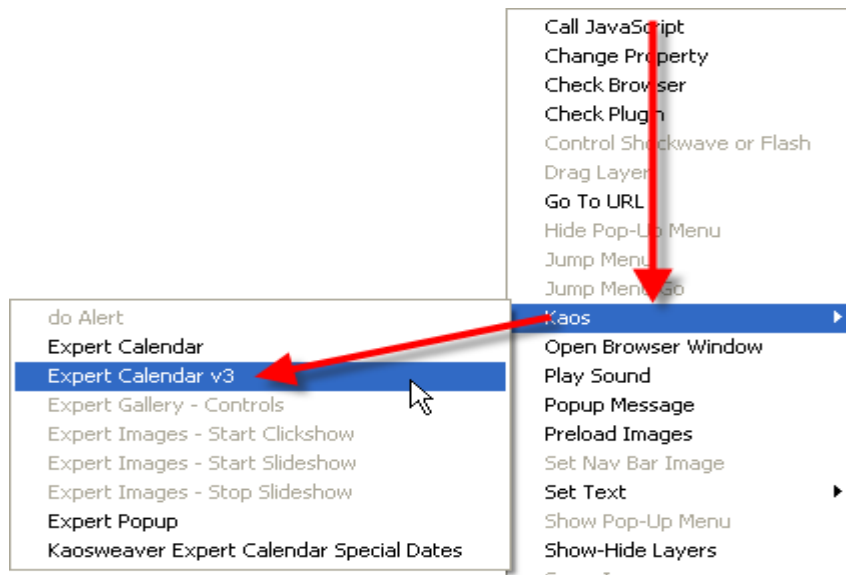 Call JavaScript
Change Property
Check Browser
Check Plugin
Control Shockwave or Flash
Drag Layer
Go To URL
Hide Pop-Up Menu
Jump Menu
Jump Menu Go
Kaos
Open Browser Window
Play Sound
Popup Message
Preload Images
Set Nav Bar Image
Set Text
Show Pop-Up Menu
Show-Hide Layers
do Alert
Expert Calendar
Expert Calendar v3
Expert Gallery - Controls
Expert Images - Start Clickshow
Expert Images - Start Slideshow
Expert Images - Stop Slideshow
Expert Popup
Kaosweaver Expert Calendar Special Dates